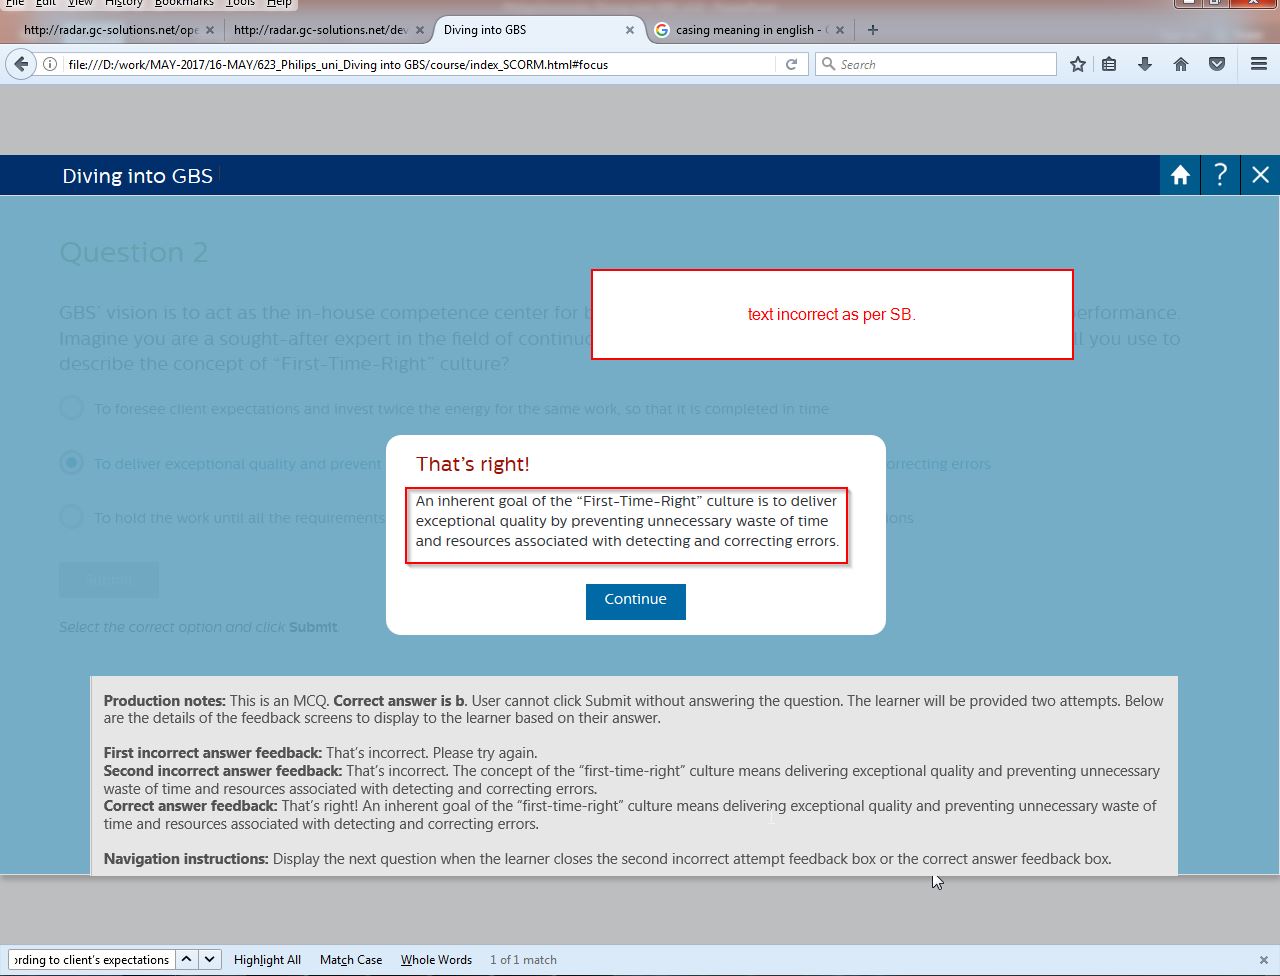 File Edit View History Bookmarks Tools Help
http://radar.gc-solutions.net/ope
http://radar.gc-solutions.net/dev
Diving into GBS
casing meaning in english -
file:///D:/work/MAY-2017/16-MAY/623_Philips_uni_Diving into GBS/course/index_SCORM.html#focus
Search
Diving into GBS
Question 2
text incorrect as per SB.
GBS' vision is to act as the in-house competence center for b erformance.
Imagine you are a sought-after expert in the field of continuo ll you use to
describe the concept of “First-Time-Right” culture?
To foresee client expectations and invest twice the energy for the same work, so that it is completed in time
To deliver exceptional quality and prevent orrecting errors
To hold the work until all the requirements ions
Submit
Select the correct option and click Submit.
That’s right!
An inherent goal of the “First-Time-Right” culture is to deliver
exceptional quality by preventing unnecessary waste of time
and resources associated with detecting and correcting errors.
Continue
Production notes: This is an MCQ. Correct answer is b. User cannot click Submit without answering the question. The learner will be provided two attempts. Below
are the details of the feedback screens to display to the learner based on their answer.
First incorrect answer feedback: That’s incorrect. Please try again.
Second incorrect answer feedback: That’s incorrect. The concept of the “first-time-right” culture means delivering exceptional quality and preventing unnecessary
waste of time and resources associated with detecting and correcting errors.
Correct answer feedback: That’s right! An inherent goal of the “first-time-right” culture means delivering exceptional quality and preventing unnecessary waste of
time and resources associated with detecting and correcting errors.
Navigation instructions: Display the next question when the learner closes the second incorrect attempt feedback box or the correct answer feedback box.
ording to client's expectations Highlight All Match Case Whole Words 1 of 1 match